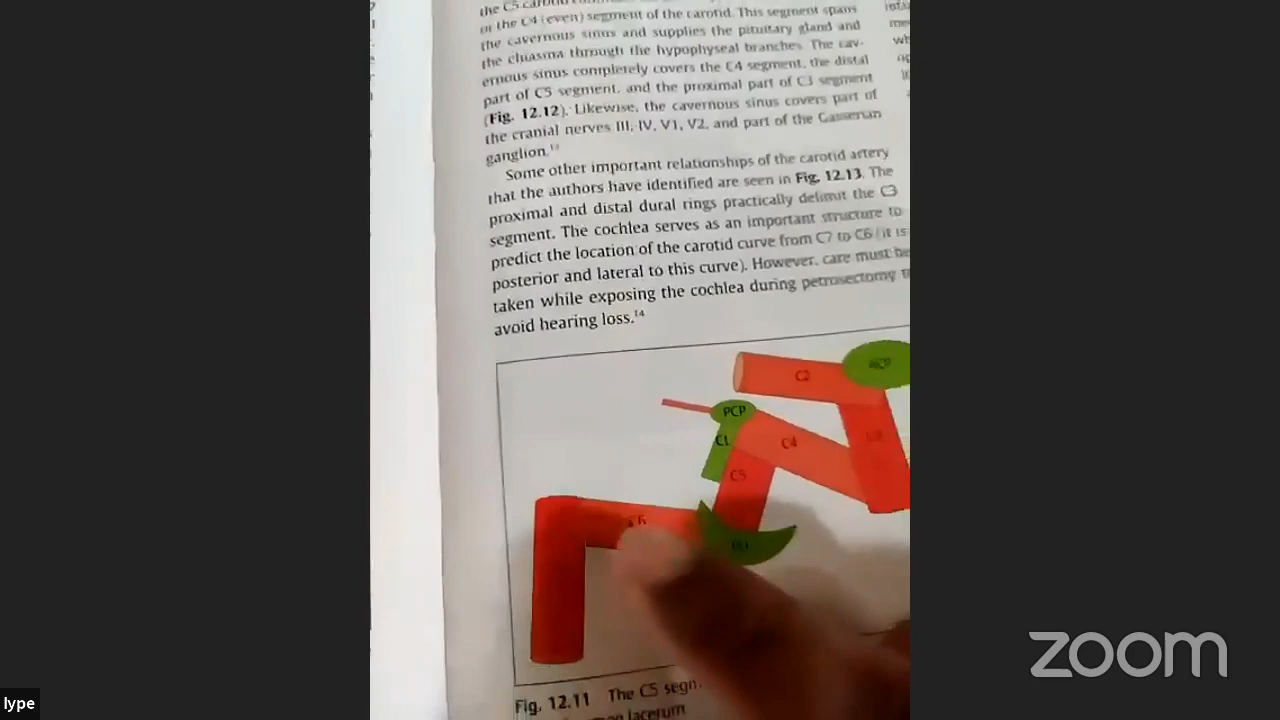 the C5
in the C4 (even) segment of the carotid. This segment spans
the cavernous sinus and supplies the pituitary gland and
the chiasma through the hypophyseal branches. The cav-
ernous sinus completely covers the C4 segment, the distal
part of C5 segment, and the proximal part of C3 segment
(Fig. 12.12). Likewise, the cavernous sinus covers part of
the cranial nerves III, IV, V1, V2, and part of the Gasserian
ganglion.13
Some other important relationships of the carotid artery
that the authors have identified are seen in Fig. 12.13. The
proximal and distal dural rings practically delimit the C3
segment. The cochlea serves as an important structure to
predict the location of the carotid curve from C7 to C6 (it is
posterior and lateral to this curve). However, care must be
taken while exposing the cochlea during petrosectomy
avoid hearing loss.14
C2
PCP
CL
C4
C5
Fig. 12.11 The C5 segm
lacerum
lype
zoom